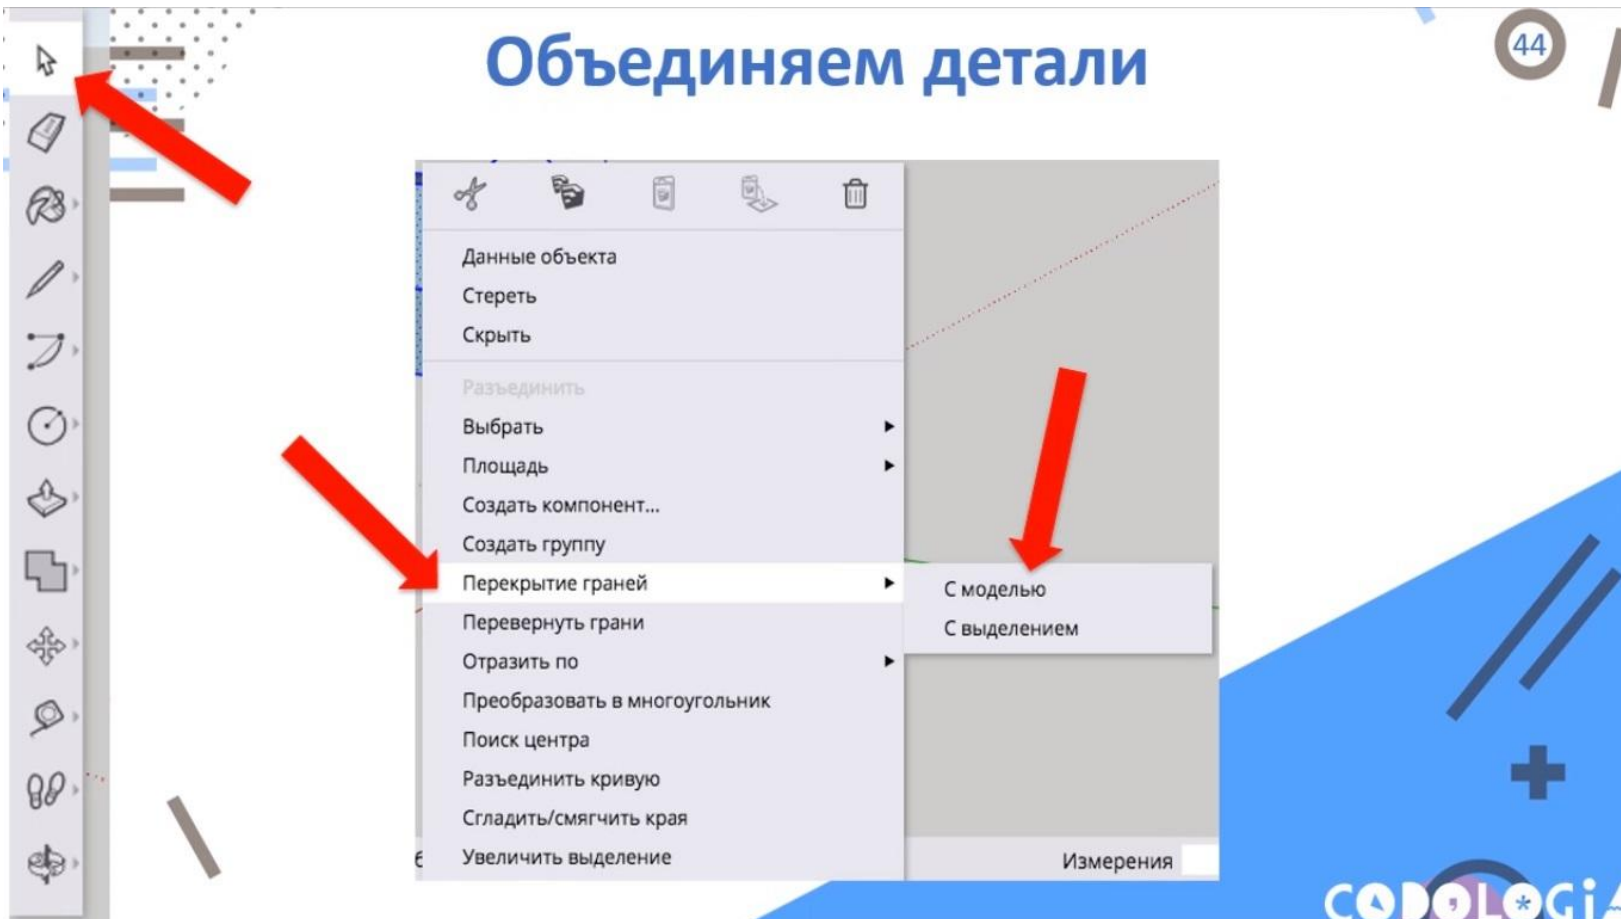 Объединяем детали
44
Данные объекта
Стереть
Скрыть
Разъединить
Выбрать
Площадь
Создать компонент...
Создать группу
Перекрытие граней
С моделью
Перевернуть грани
С выделением
Отразить по
Преобразовать в многоугольник
Поиск центра
Разъединить кривую
Сгладить/смягчить края
Увеличить выделение
Измерения
CODOLOGiA